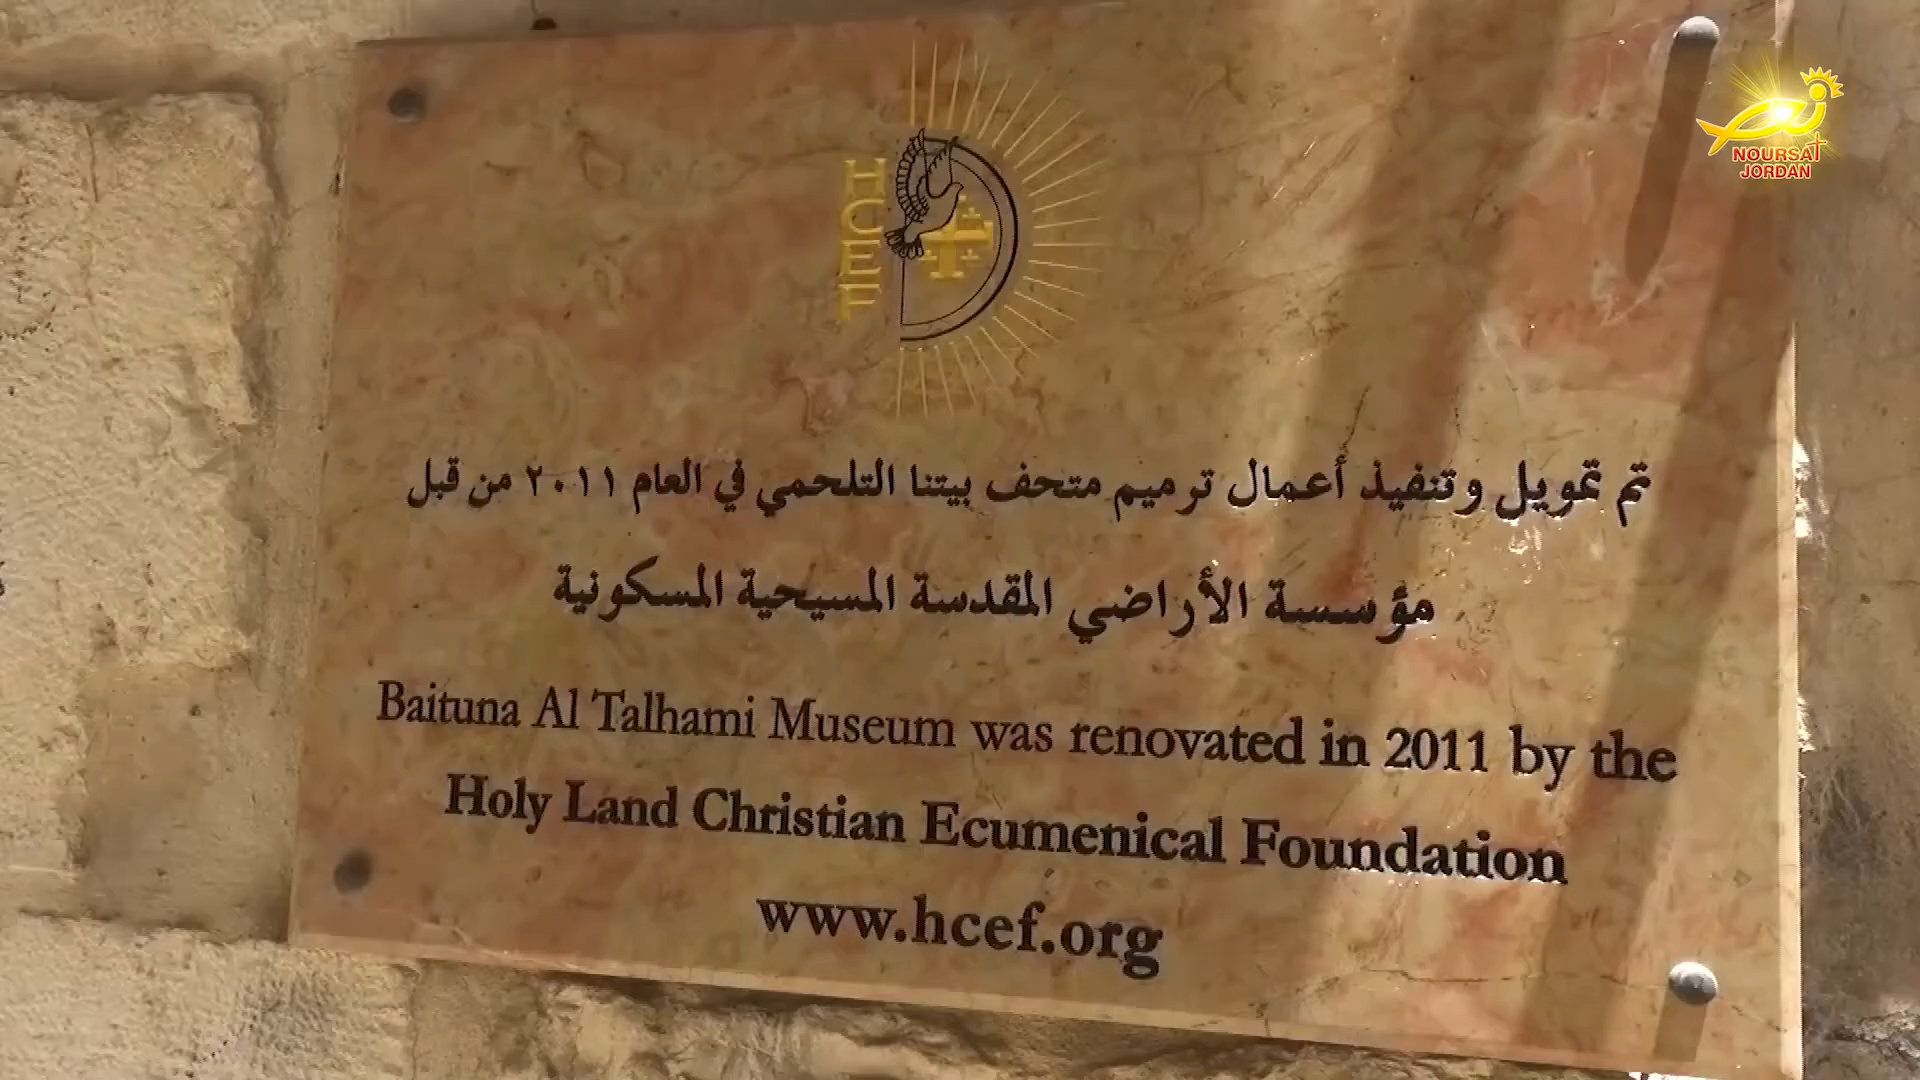 HCEF
NOURSAT
JORDAN
تم تمويل وتنفيذ أعمال ترميم متحف بيتنا التلحمي في العام ٢٠١١ من قبل
مؤسسة الأراضي المقدسة المسيحية المسكونية
Baituna Al Talhami Museum was renovated in 2011 by the
Holy Land Christian Ecumenical Foundation
www.hcef.org